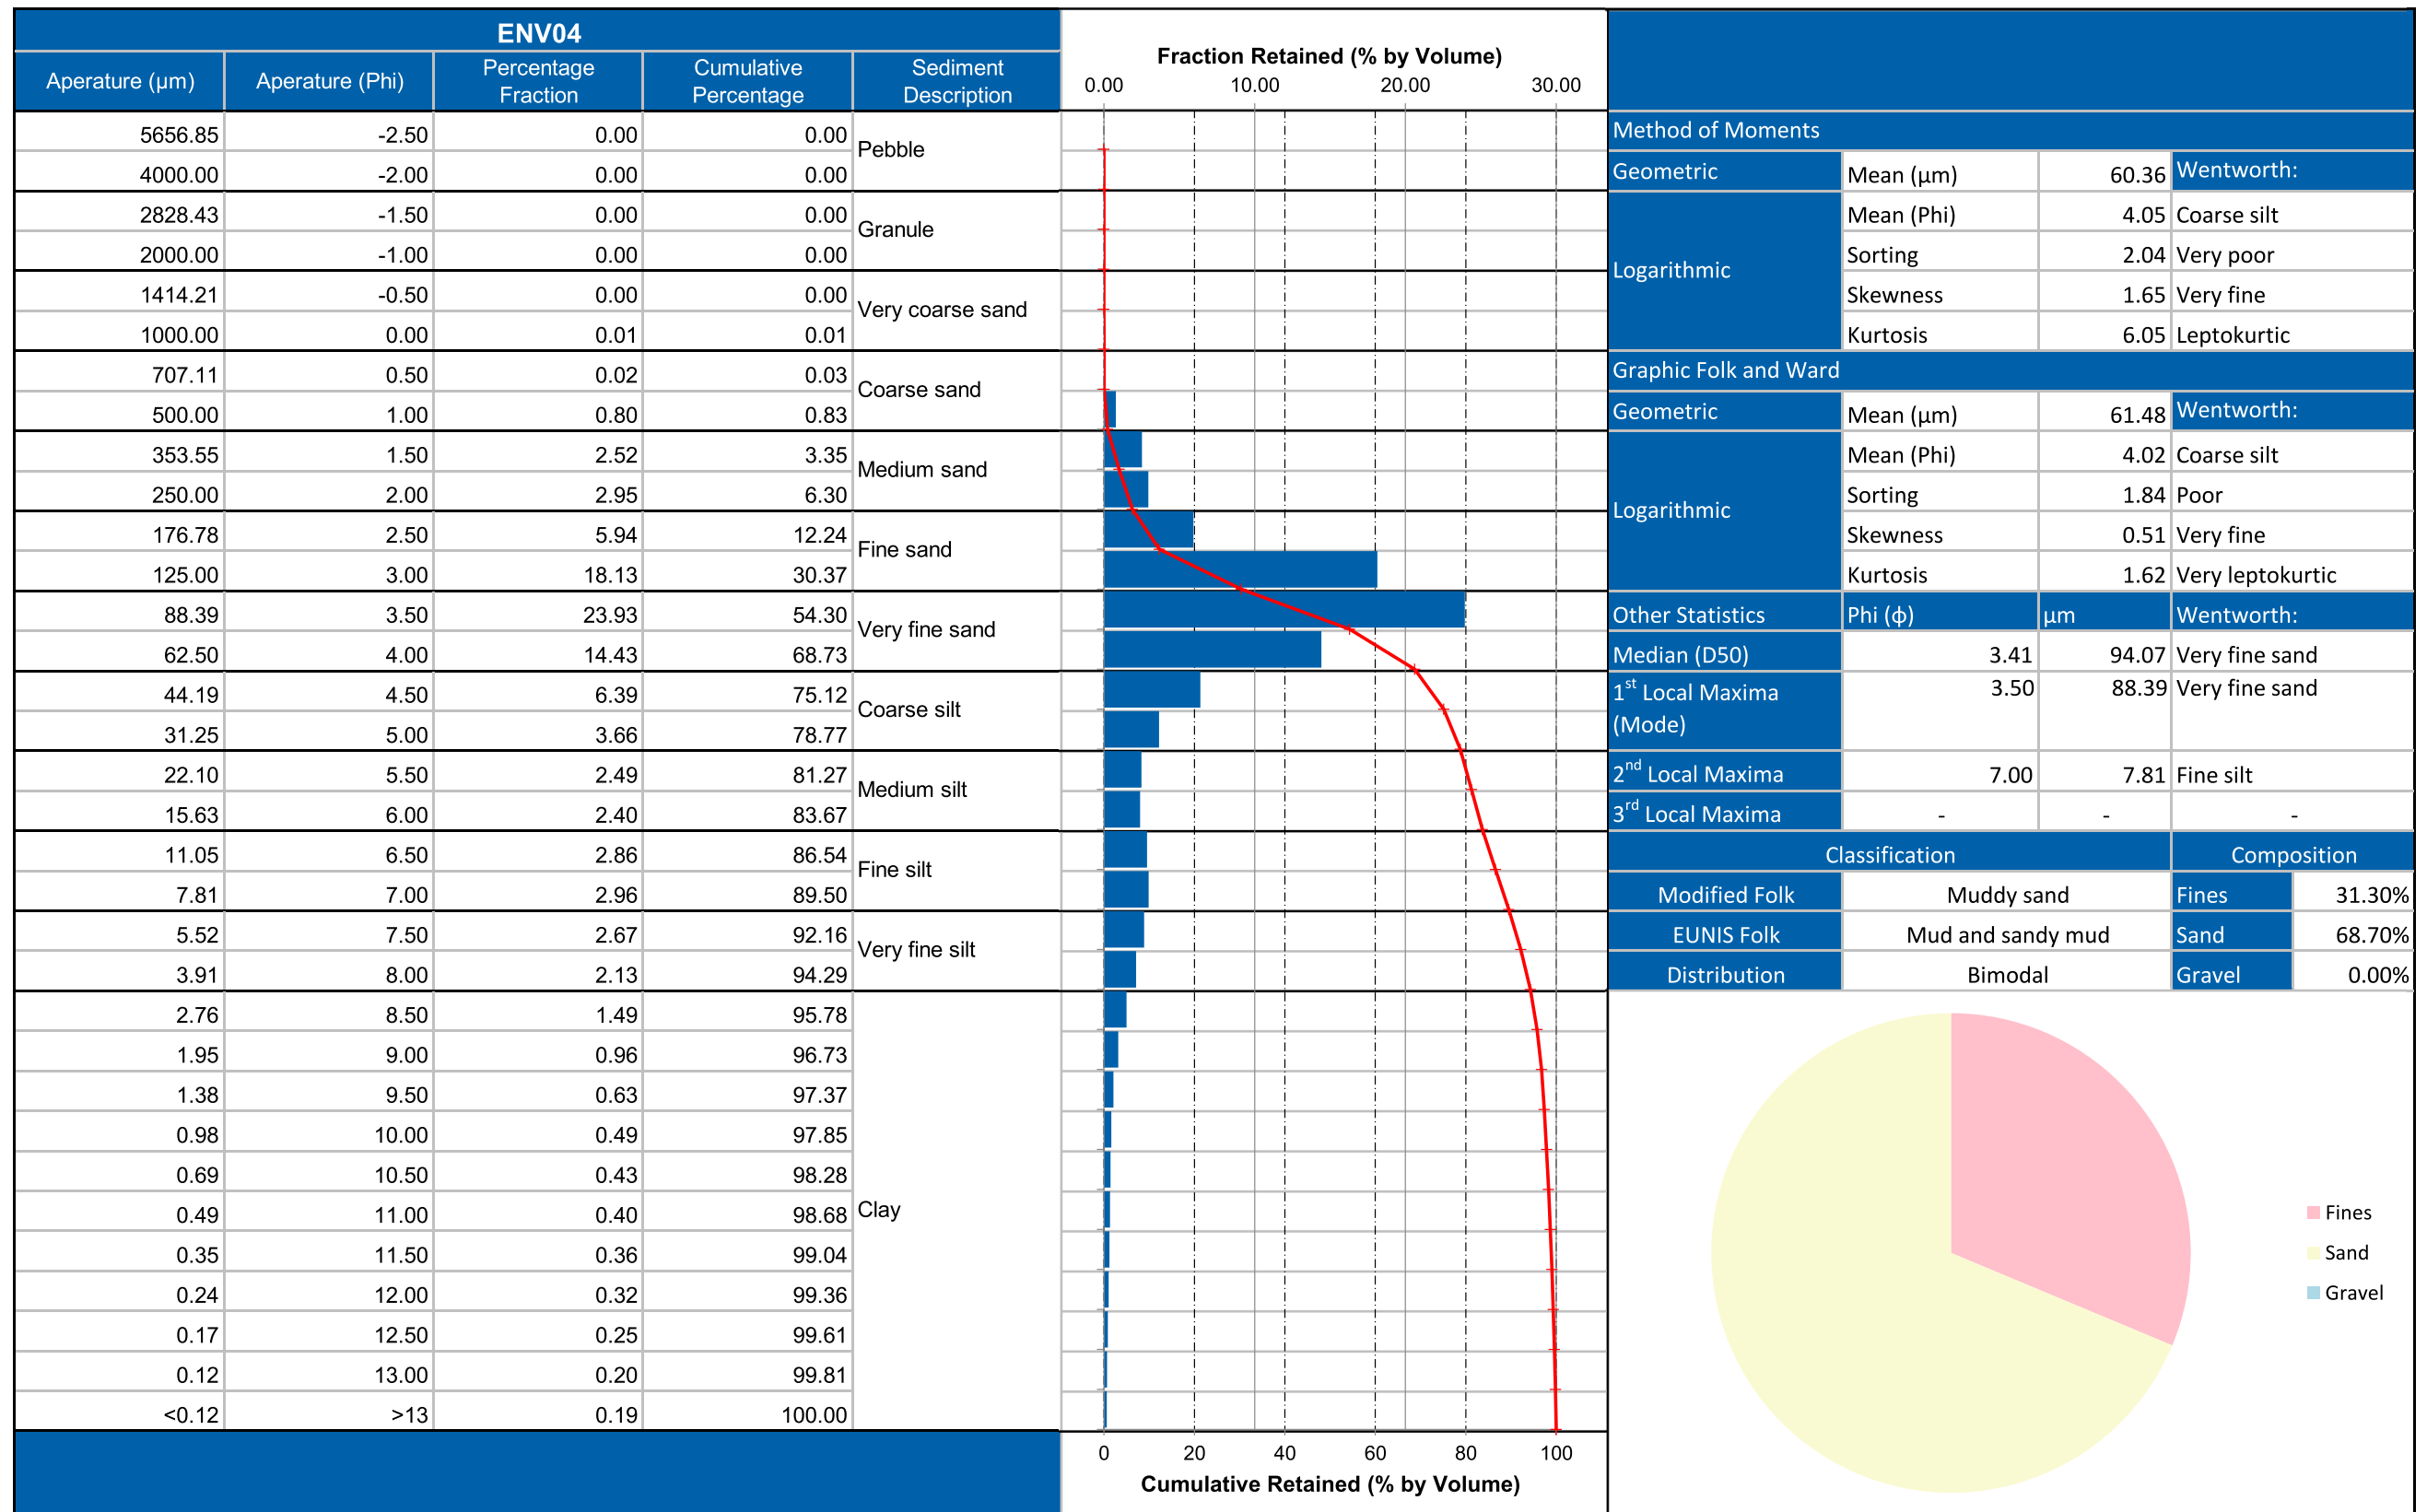 ENV04
Aperature (µm) Aperature (Phi) Percentage Fraction Cumulative Percentage Sediment Description
5656.85 -2.50 0.00 0.00 Pebble
4000.00 -2.00 0.00 0.00
2828.43 -1.50 0.00 0.00 Granule
2000.00 -1.00 0.00 0.00
1414.21 -0.50 0.00 0.00 Very coarse sand
1000.00 0.00 0.01 0.01
707.11 0.50 0.02 0.03 Coarse sand
500.00 1.00 0.80 0.83
353.55 1.50 2.52 3.35 Medium sand
250.00 2.00 2.95 6.30
176.78 2.50 5.94 12.24 Fine sand
125.00 3.00 18.13 30.37
88.39 3.50 23.93 54.30 Very fine sand
62.50 4.00 14.43 68.73
44.19 4.50 6.39 75.12 Coarse silt
31.25 5.00 3.66 78.77
22.10 5.50 2.49 81.27 Medium silt
15.63 6.00 2.40 83.67
11.05 6.50 2.86 86.54 Fine silt
7.81 7.00 2.96 89.50
5.52 7.50 2.67 92.16 Very fine silt
3.91 8.00 2.13 94.29
2.76 8.50 1.49 95.78
1.95 9.00 0.96 96.73
1.38 9.50 0.63 97.37
0.98 10.00 0.49 97.85
0.69 10.50 0.43 98.28
0.49 11.00 0.40 98.68 Clay
0.35 11.50 0.36 99.04
0.24 12.00 0.32 99.36
0.17 12.50 0.25 99.61
0.12 13.00 0.20 99.81
<0.12 >13 0.19 100.00
Fraction Retained (% by Volume)
0.00 10.00 20.00 30.00
0 20 40 60 80 100
Cumulative Retained (% by Volume)
Method of Moments
Geometric Mean (µm) 60.36 Wentworth:
Logarithmic
Mean (Phi) 4.05 Coarse silt
Sorting 2.04 Very poor
Skewness 1.65 Very fine
Kurtosis 6.05 Leptokurtic
Graphic Folk and Ward
Geometric Mean (µm) 61.48 Wentworth:
Logarithmic
Mean (Phi) 4.02 Coarse silt
Sorting 1.84 Poor
Skewness 0.51 Very fine
Kurtosis 1.62 Very leptokurtic
Other Statistics Phi (ϕ) µm Wentworth:
Median (D50) 3.41 94.07 Very fine sand
1st Local Maxima (Mode) 3.50 88.39 Very fine sand
2nd Local Maxima 7.00 7.81 Fine silt
3rd Local Maxima - - -
Classification Composition
Modified Folk Muddy sand Fines 31.30%
EUNIS Folk Mud and sandy mud Sand 68.70%
Distribution Bimodal Gravel 0.00%
Fines
Sand
Gravel